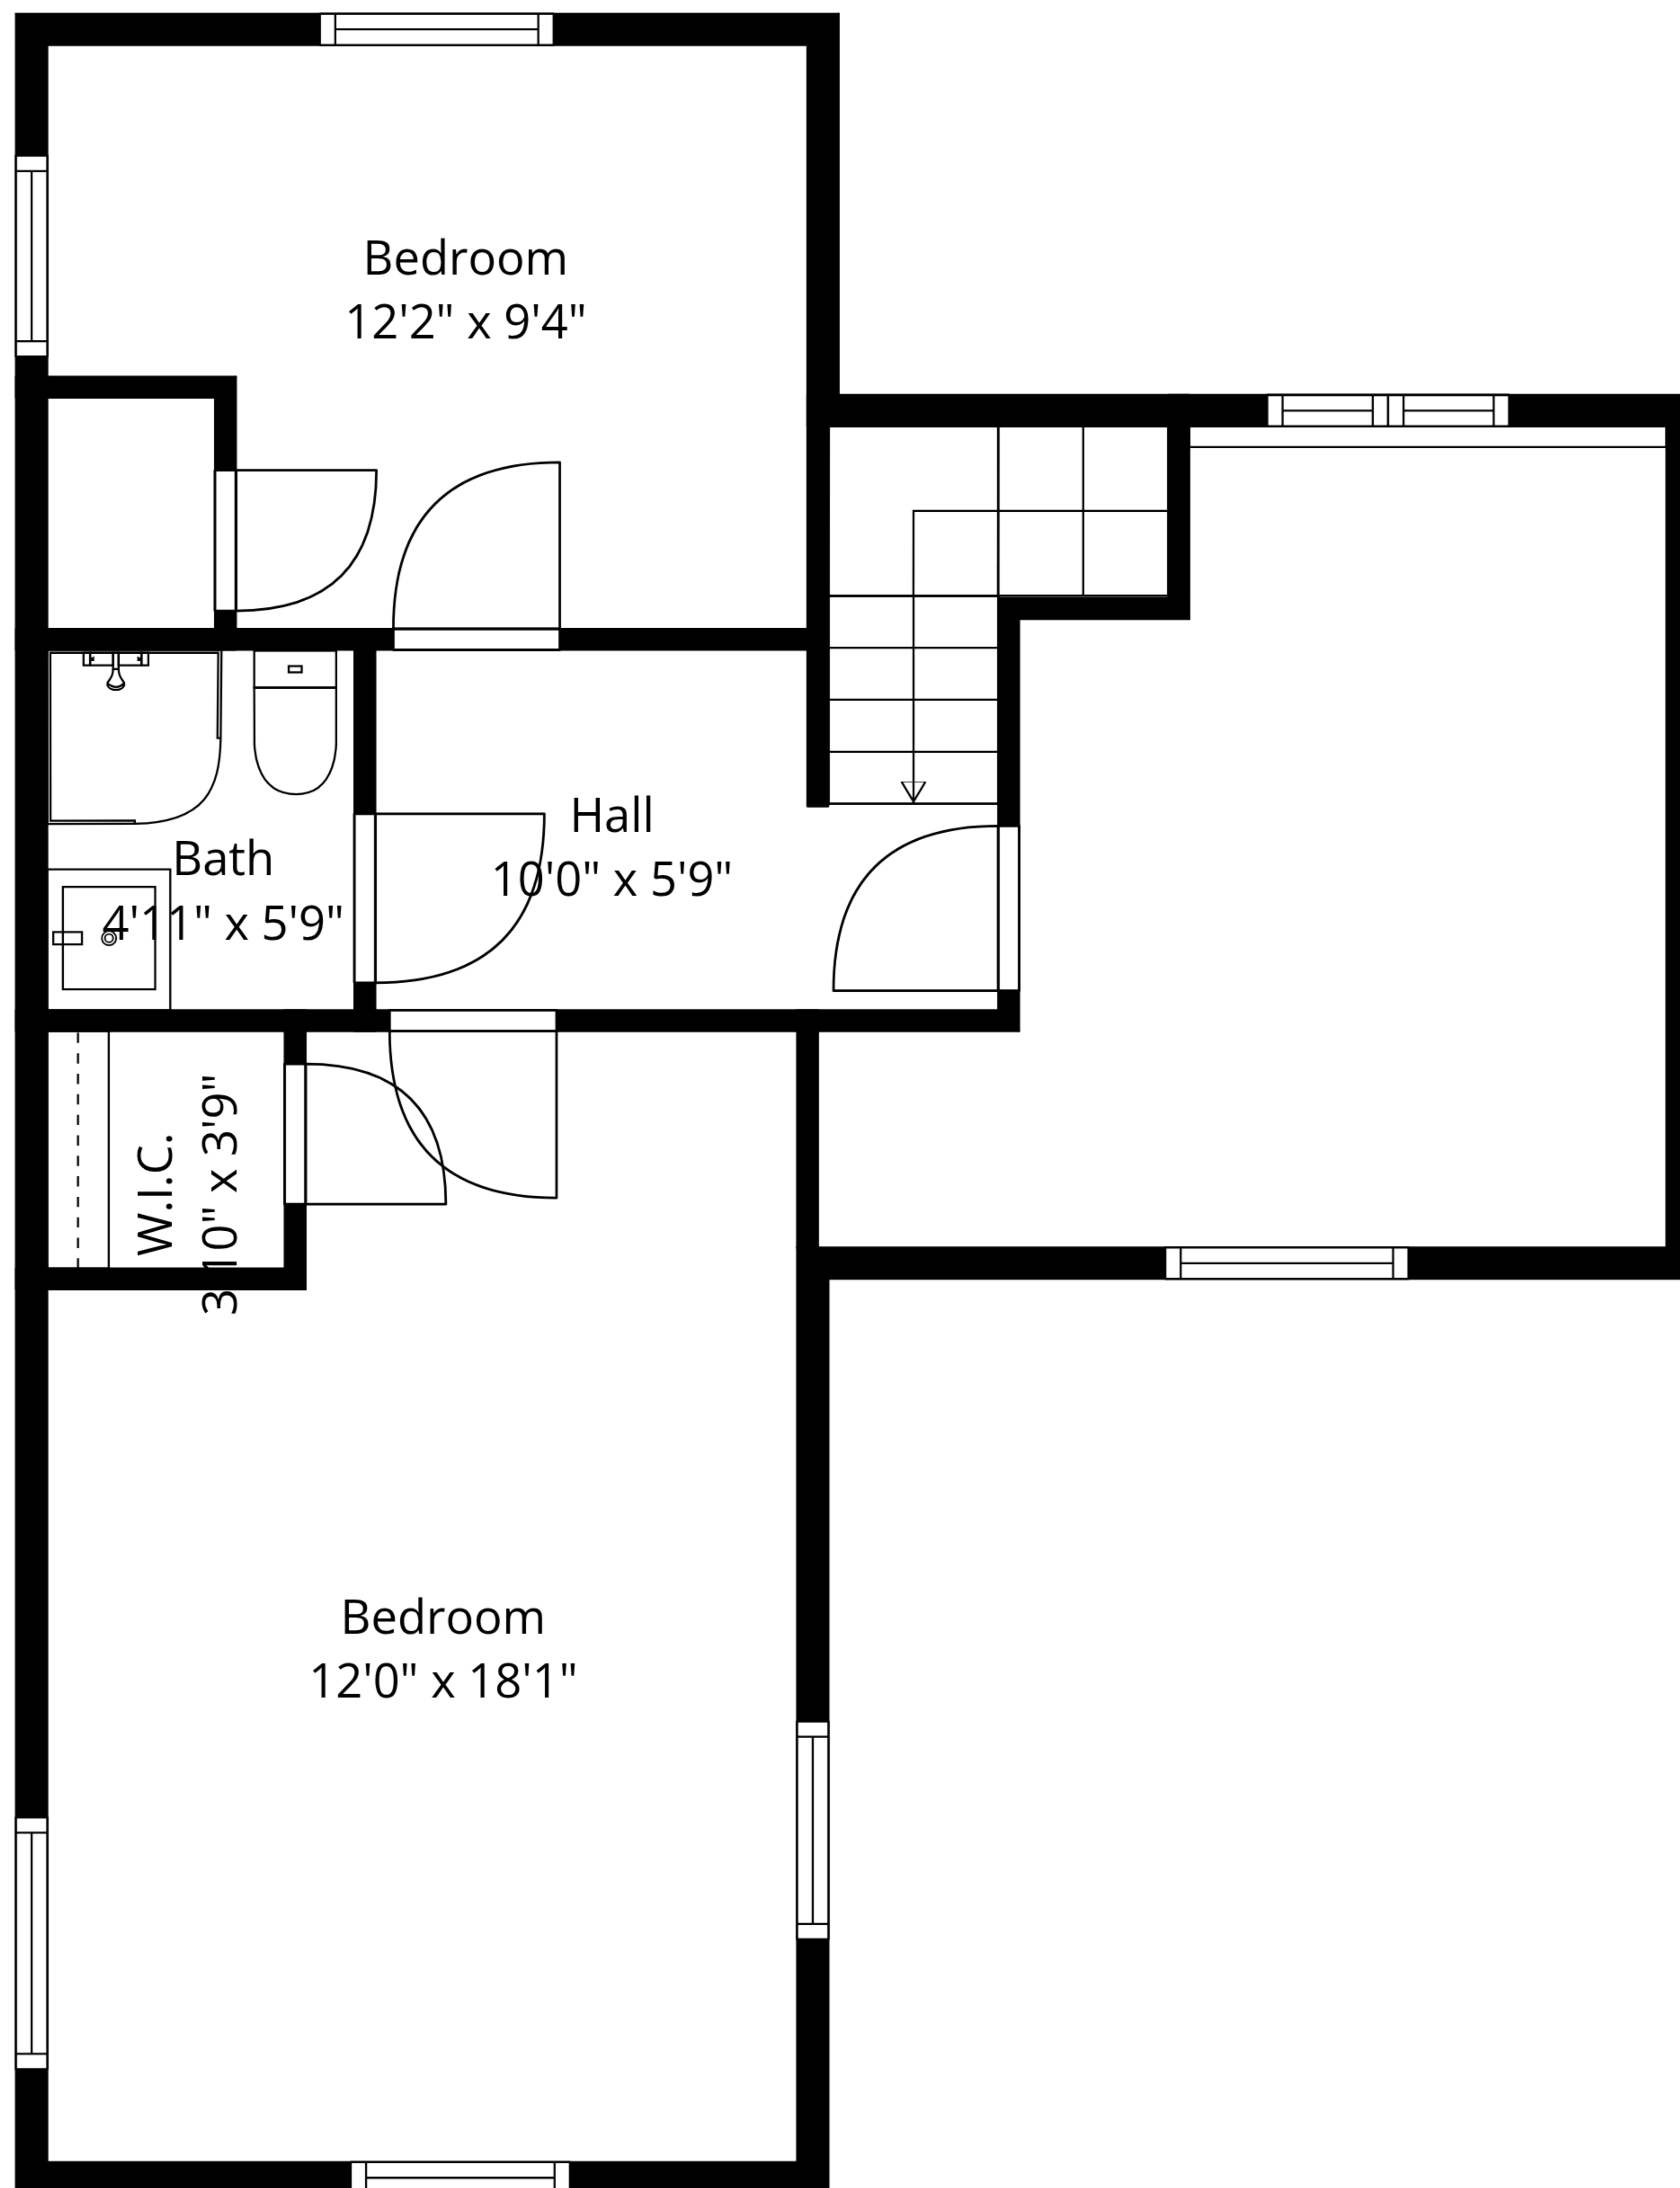 Bedroom
12'2" x 9'4"
Hall
10'0" x 5'9"
Bath
4'11" x 5'9"
W.I.C.
3'10" x 3'9"
Bedroom
12'0" x 18'1"